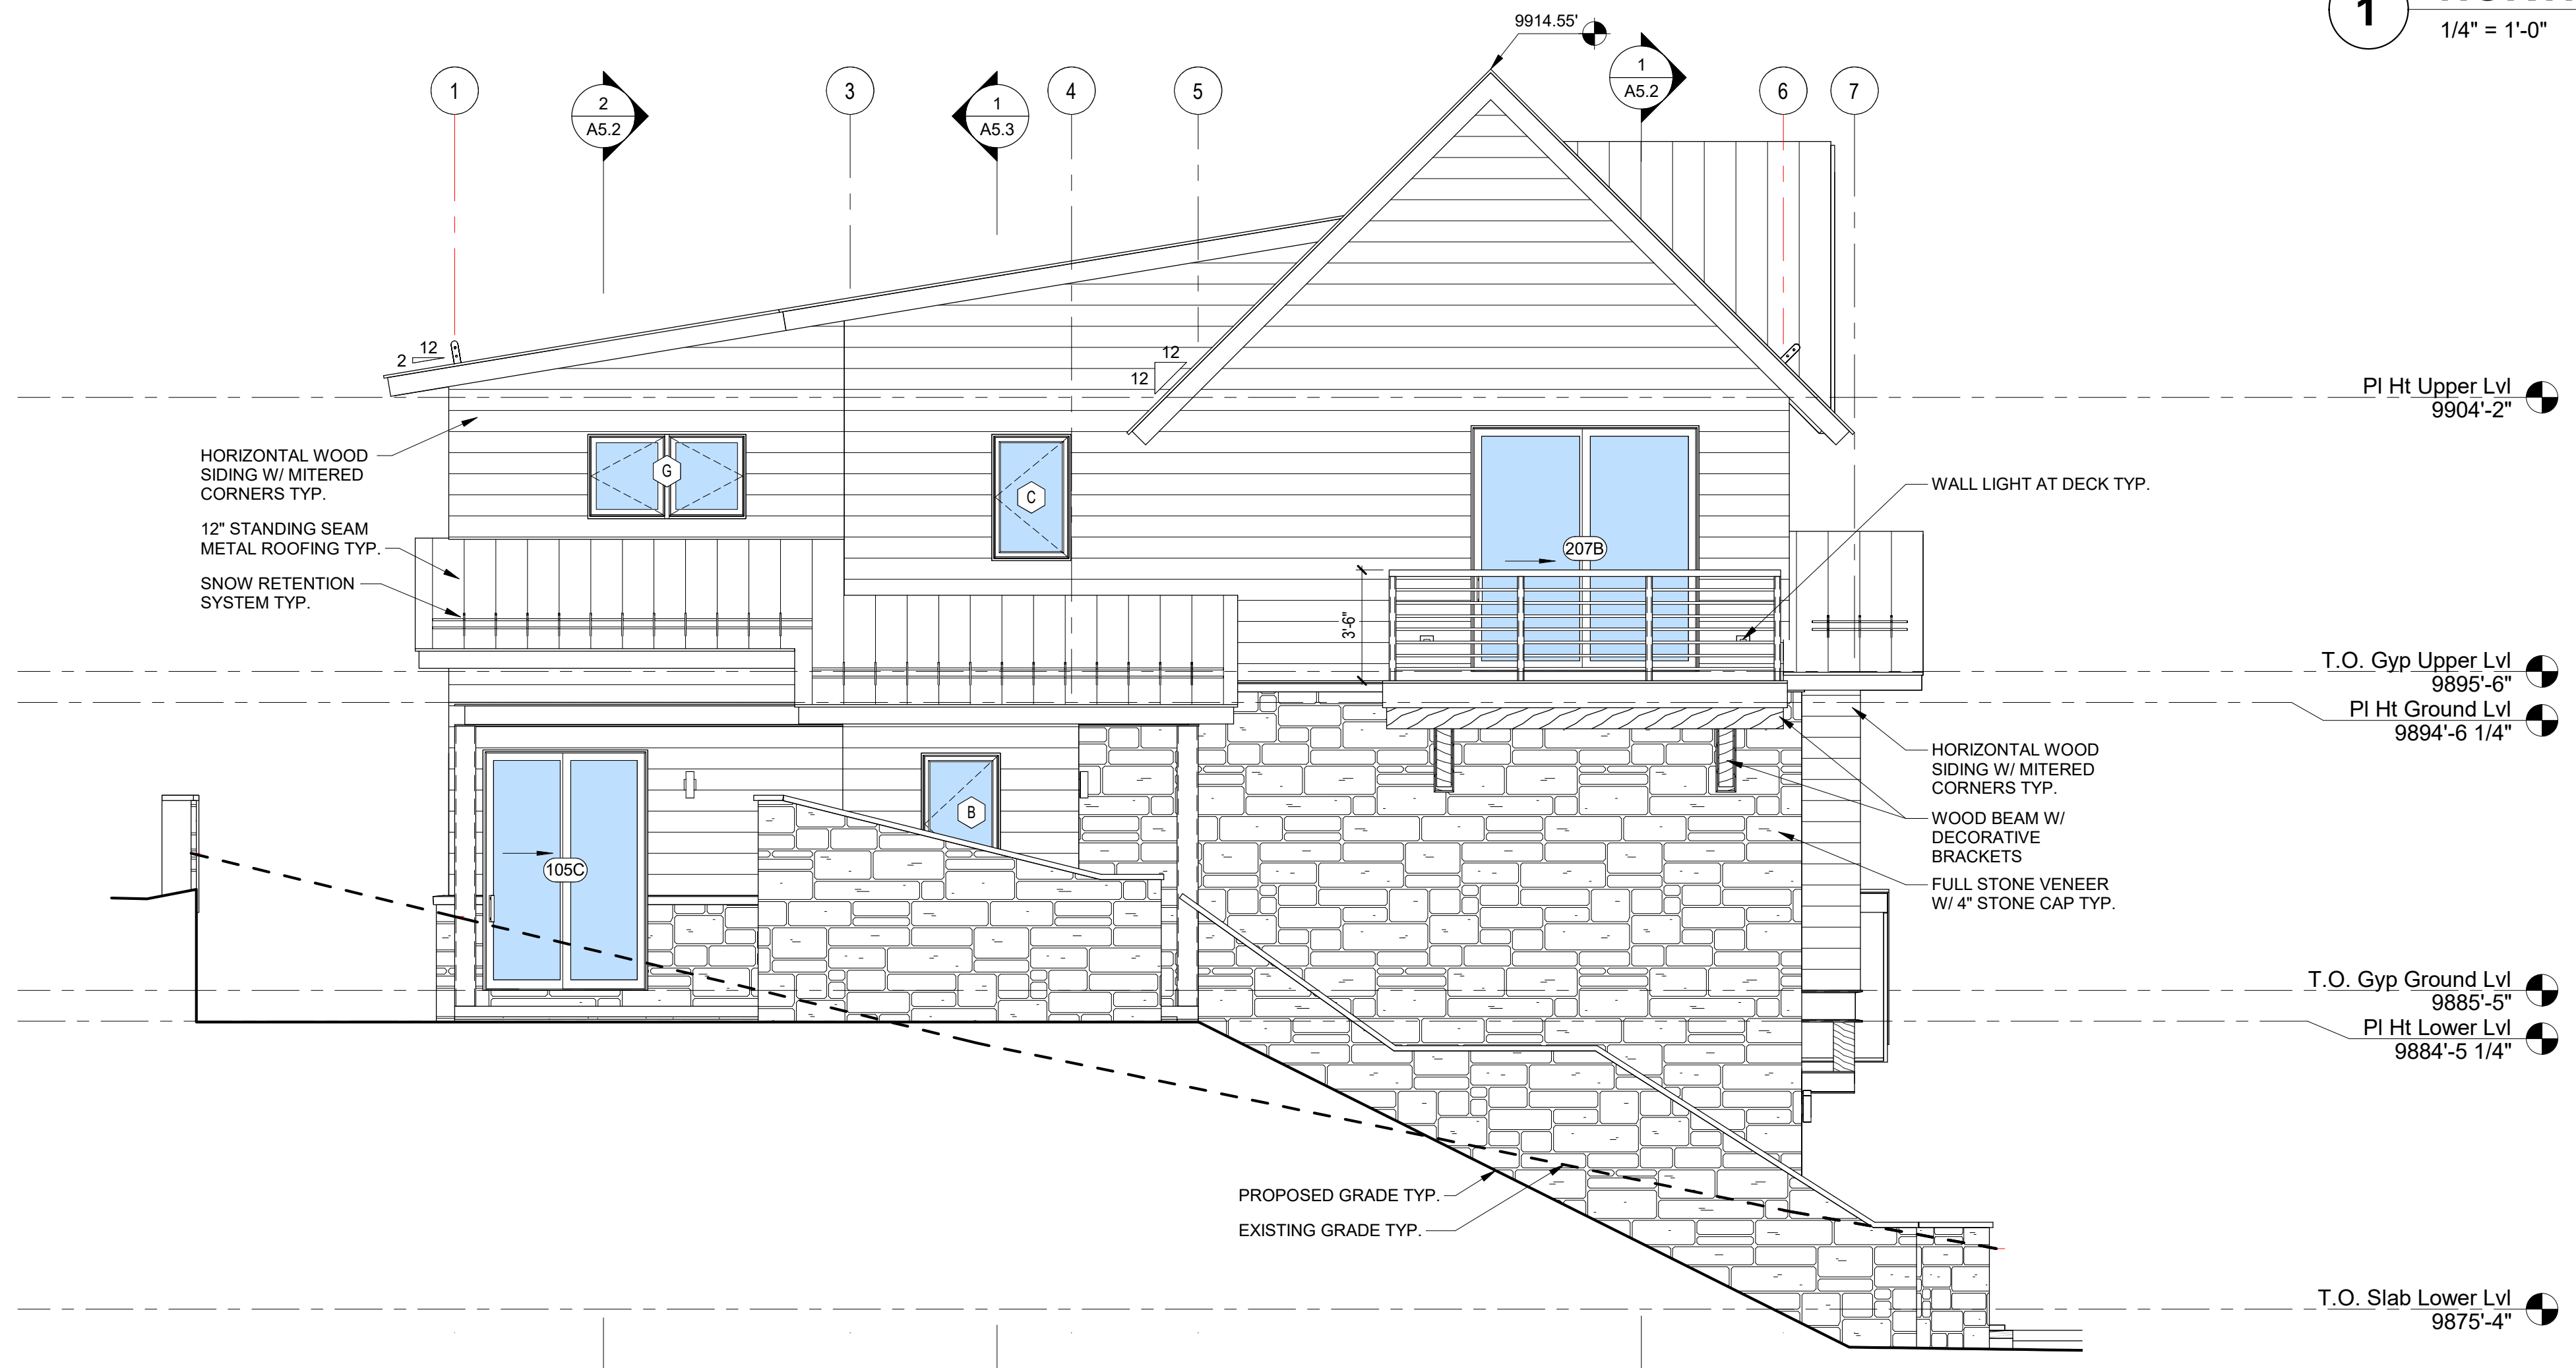 1
1/4" = 1'-0"
9914.55'
1
2
A5.2
3
1
A5.3
4
5
1
A5.2
6
7
12
2
12
12
Pl Ht Upper Lvl
9904'-2"
HORIZONTAL WOOD
SIDING W/ MITERED
CORNERS TYP.
G
C
WALL LIGHT AT DECK TYP.
12" STANDING SEAM
METAL ROOFING TYP.
207B
SNOW RETENTION
SYSTEM TYP.
3'-6"
T.O. Gyp Upper Lvl
9895'-6"
Pl Ht Ground Lvl
9894'-6 1/4"
HORIZONTAL WOOD
SIDING W/ MITERED
CORNERS TYP.
B
WOOD BEAM W/
DECORATIVE
BRACKETS
105C
FULL STONE VENEER
W/ 4" STONE CAP TYP.
T.O. Gyp Ground Lvl
9885'-5"
Pl Ht Lower Lvl
9884'-5 1/4"
PROPOSED GRADE TYP.
EXISTING GRADE TYP.
T.O. Slab Lower Lvl
9875'-4"